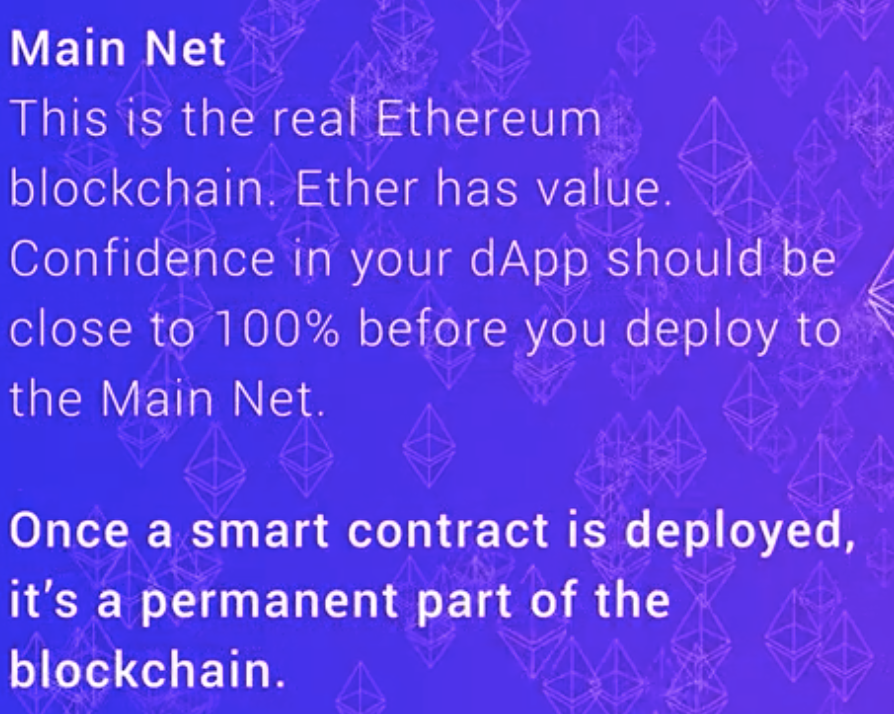 Main Net
This is the real Ethereum
blockchain. Ether has value.
Confidence in your dApp should be
close to 100% before you deploy to
the Main Net.
Once a smart contract is deployed,
it's a permanent part of the
blockchain.